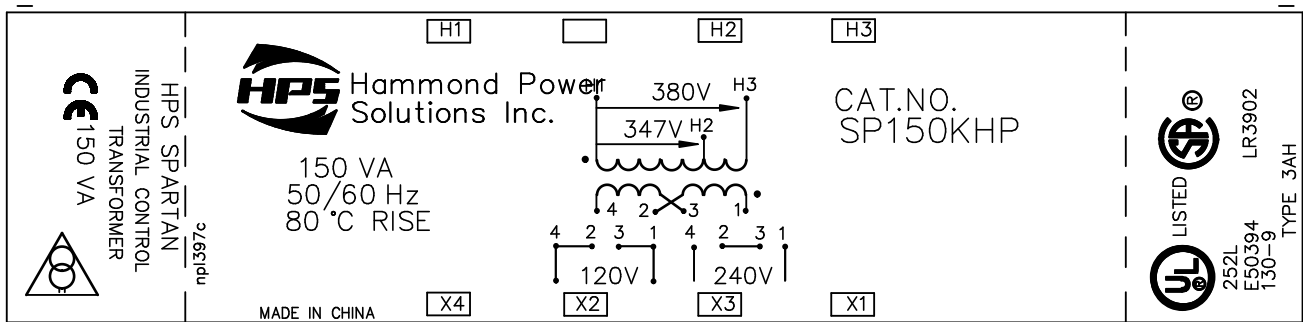 H1
H2
H3
HPS
Hammond Power
Solutions Inc.
150 VA
50/60 Hz
80°C RISE
MADE IN CHINA
H3
380V
347V
H2
4 2 3 1
4 2 3 1
4 2 3 1
120V
240V
CAT.NO.
SP150KHP
X4
X2
X3
X1
HPS SPARTAN
INDUSTRIAL CONTROL
TRANSFORMER
CE 150 VA
npl397.c
SA ®
LR3902
UL ®
LISTED
252L
E50394
130-9
TYPE 3AH